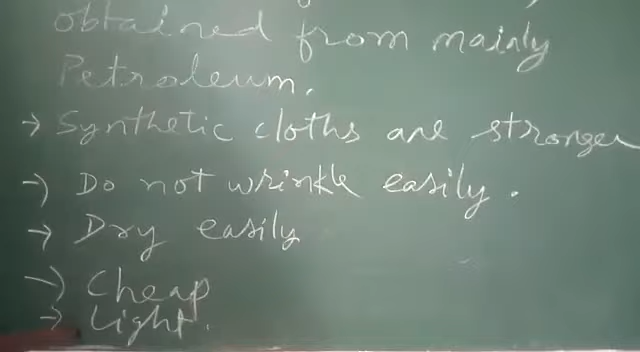 obtained from mainly
Petroleum.
→ Synthetic cloths are stronger
→ Do not wrinkle easily.
→ Dry easily
→ Cheap
→ Light.